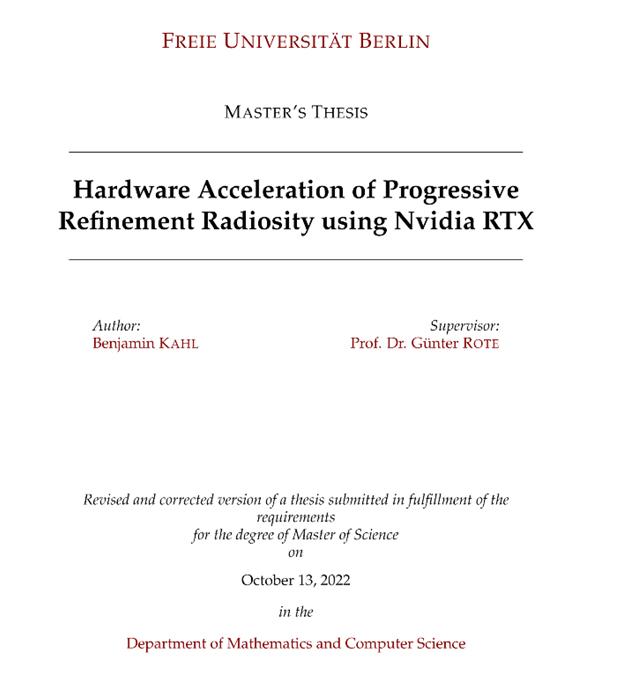 FREIE UNIVERSITÄT BERLIN
MASTER'S THESIS
Hardware Acceleration of Progressive
Refinement Radiosity using Nvidia RTX
Author:
Benjamin KAHL
Supervisor:
Prof. Dr. Günter ROTE
Revised and corrected version of a thesis submitted in fulfillment of the
requirements
for the degree of Master of Science
on
October 13, 2022
in the
Department of Mathematics and Computer Science